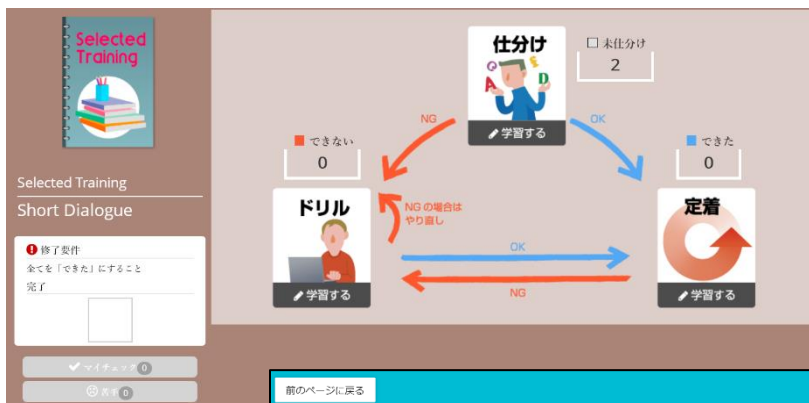 Selected
Training
Selected Training
Short Dialogue
修了要件
全てを「できた」にすること
完了
マイチェック 0
苦手 0
仕分け
Q E
A D
学習する
未仕分け
2
NG
OK
できない
0
できた
0
ドリル
学習する
NGの場合は
やり直し
OK
NG
定着
学習する
前のページに戻る